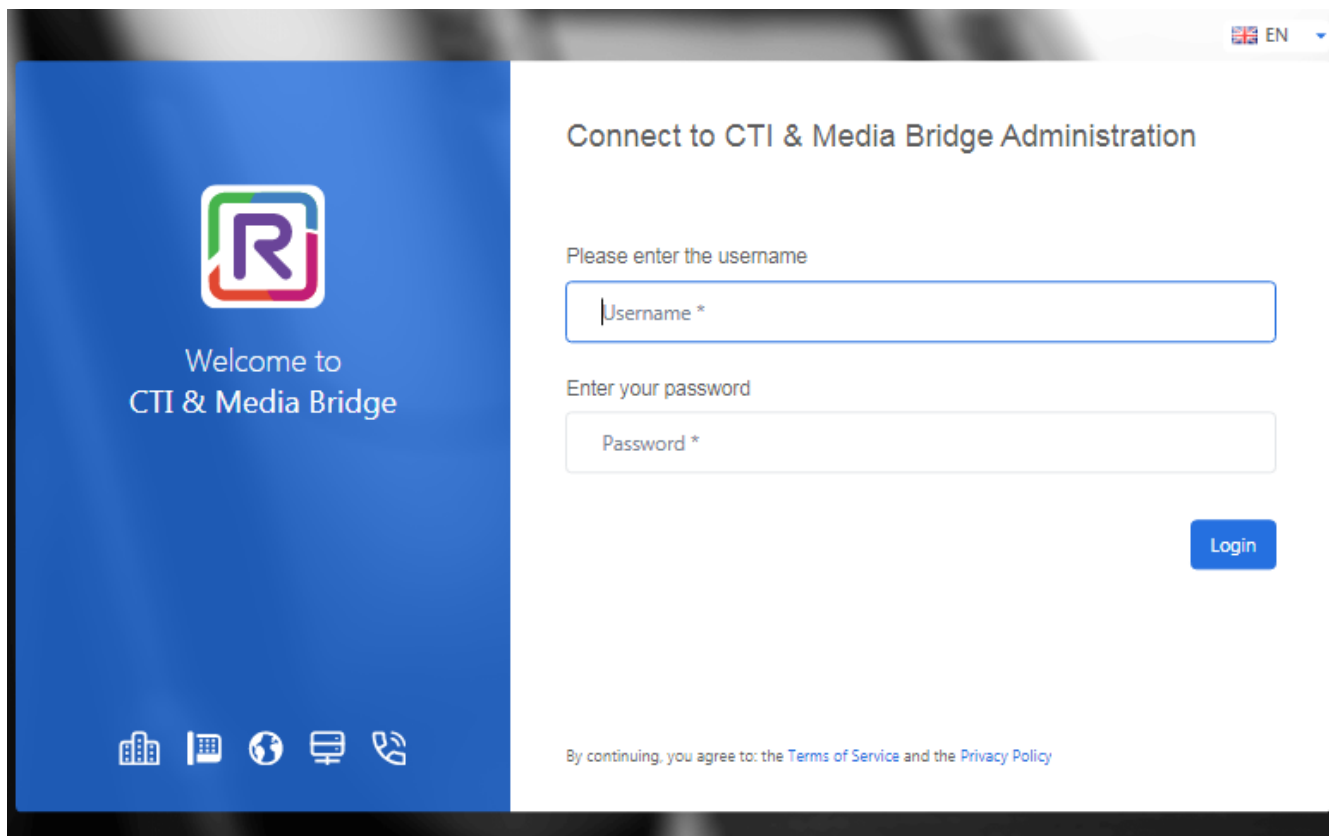 EN
R
Welcome to
CTI & Media Bridge
Connect to CTI & Media Bridge Administration
Please enter the username
Username *
Enter your password
Password *
Login
By continuing, you agree to: the Terms of Service and the Privacy Policy